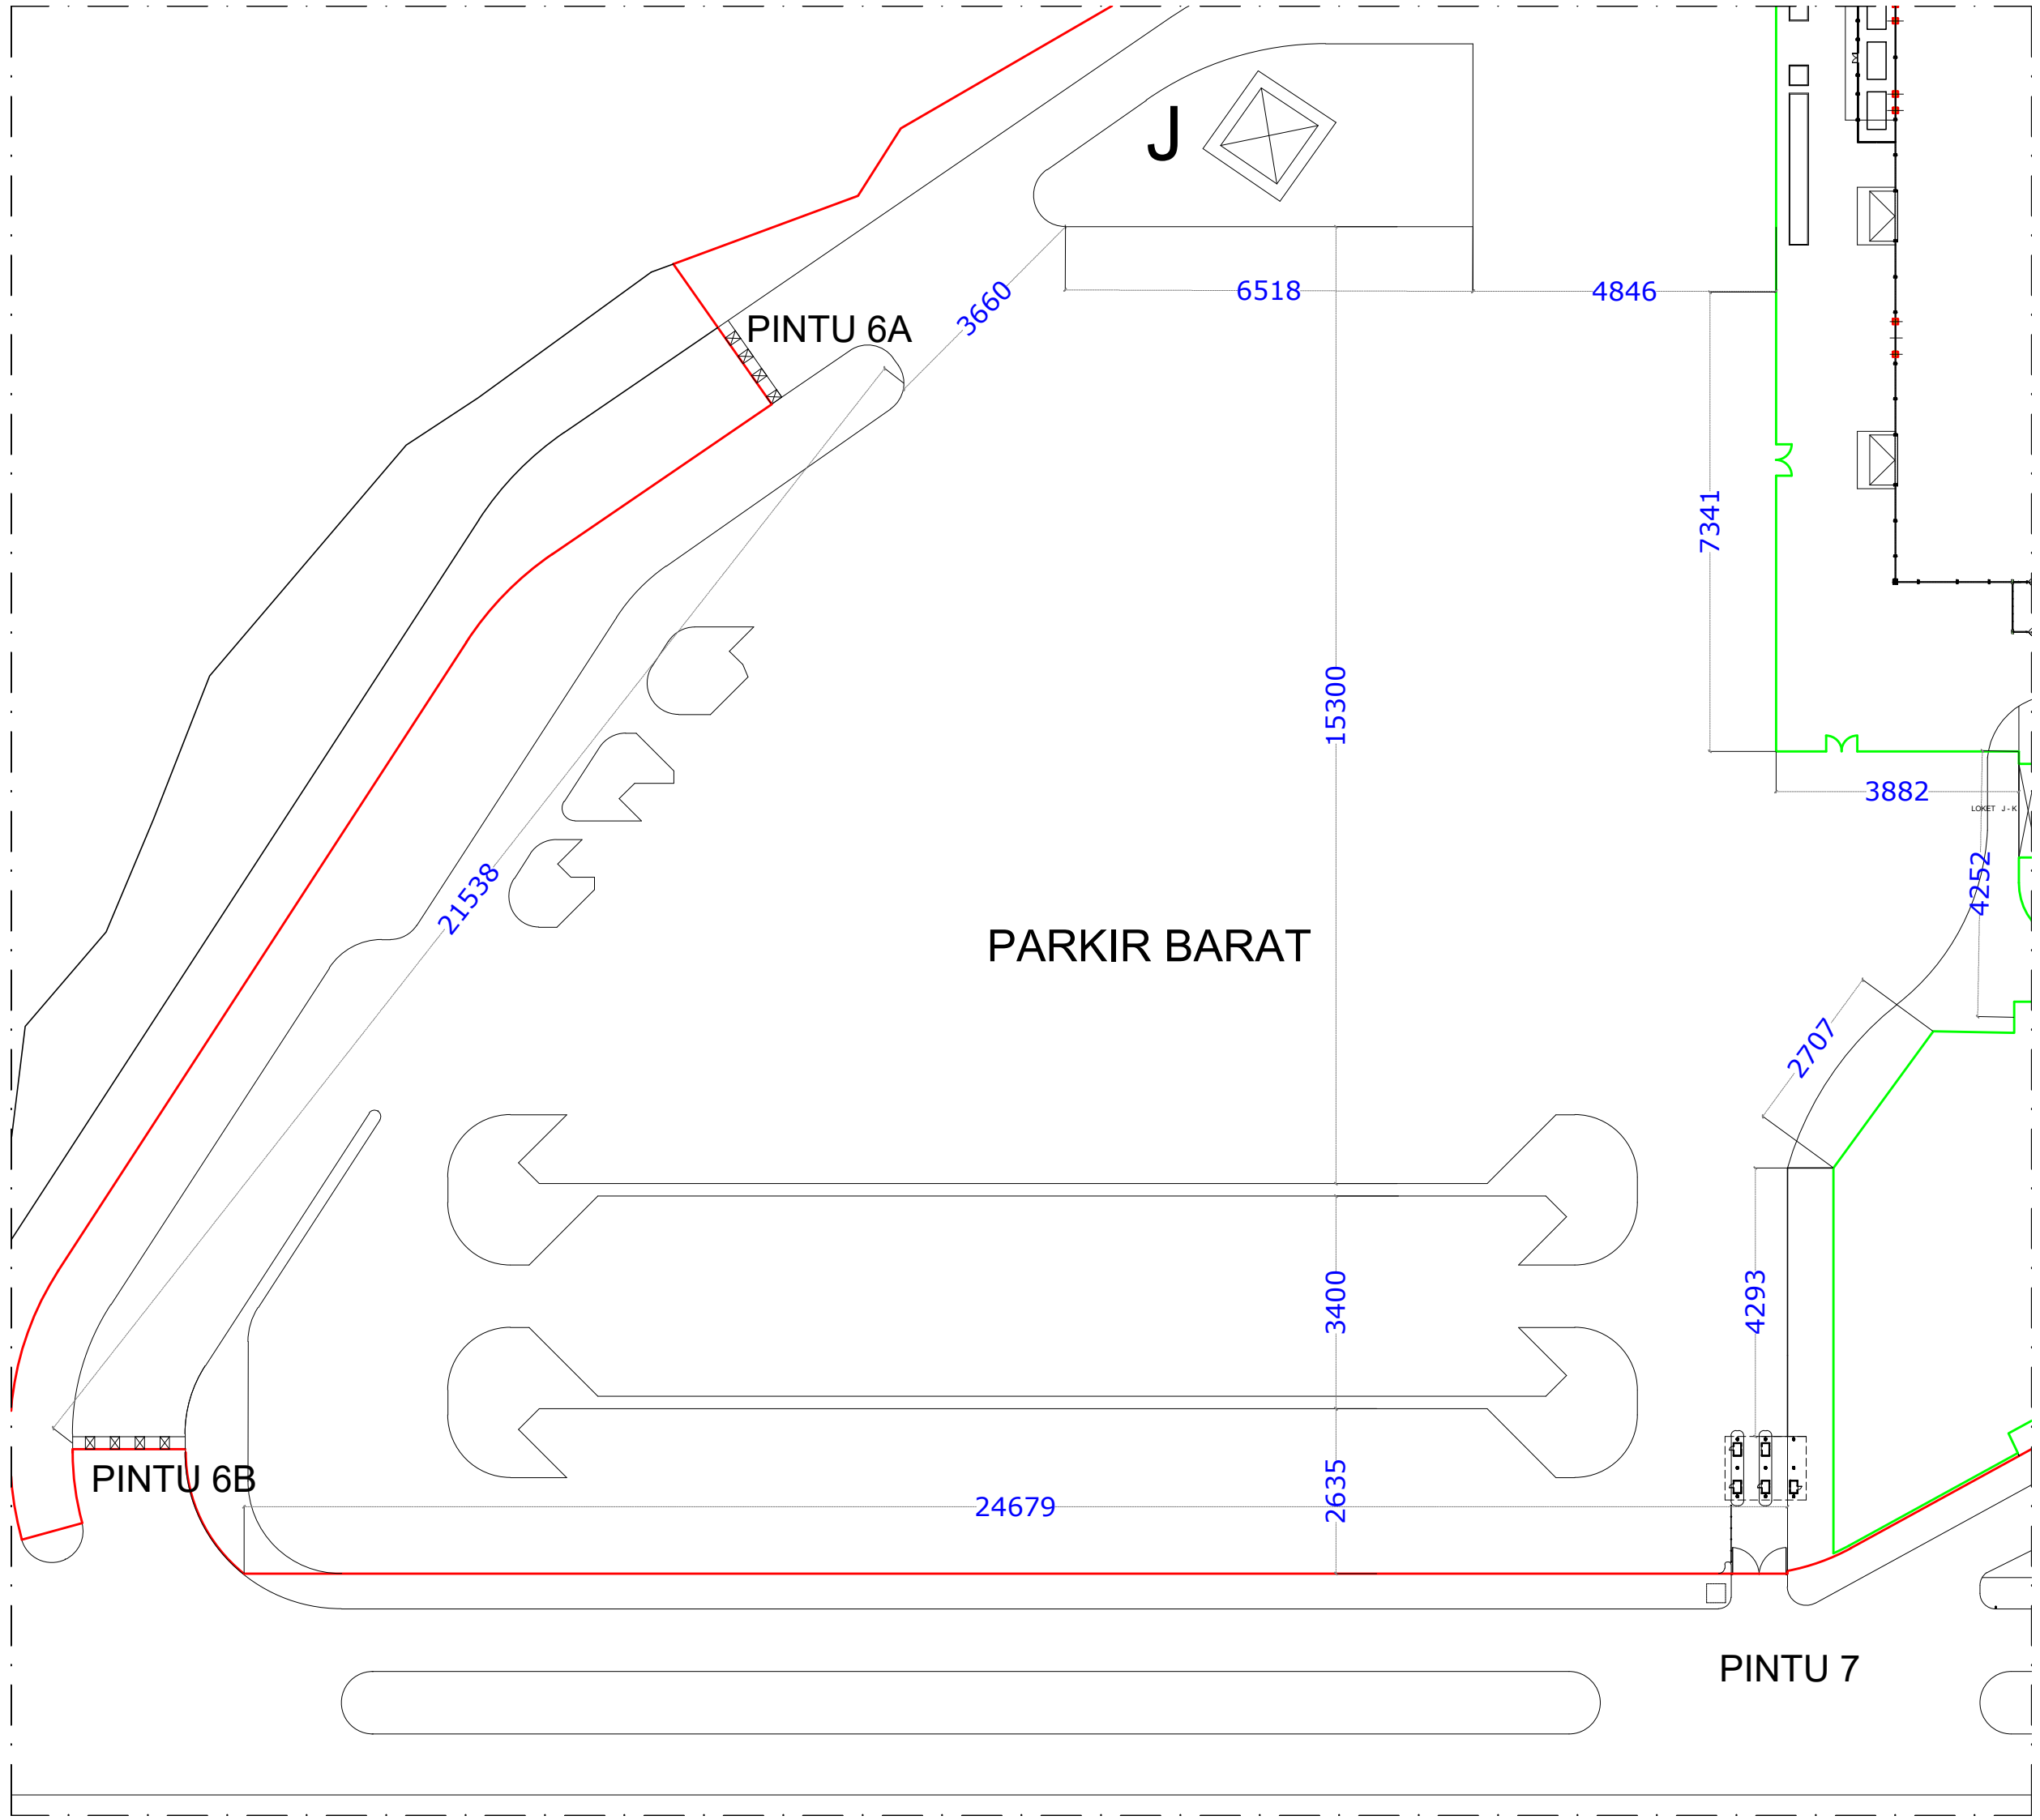 M
J
6518
4846
3660
PINTU 6A
7341
15300
3882
LOKET J - K
4252
21538
PARKIR BARAT
2707
4293
3400
PINTU 6B
2635
24679
PINTU 7